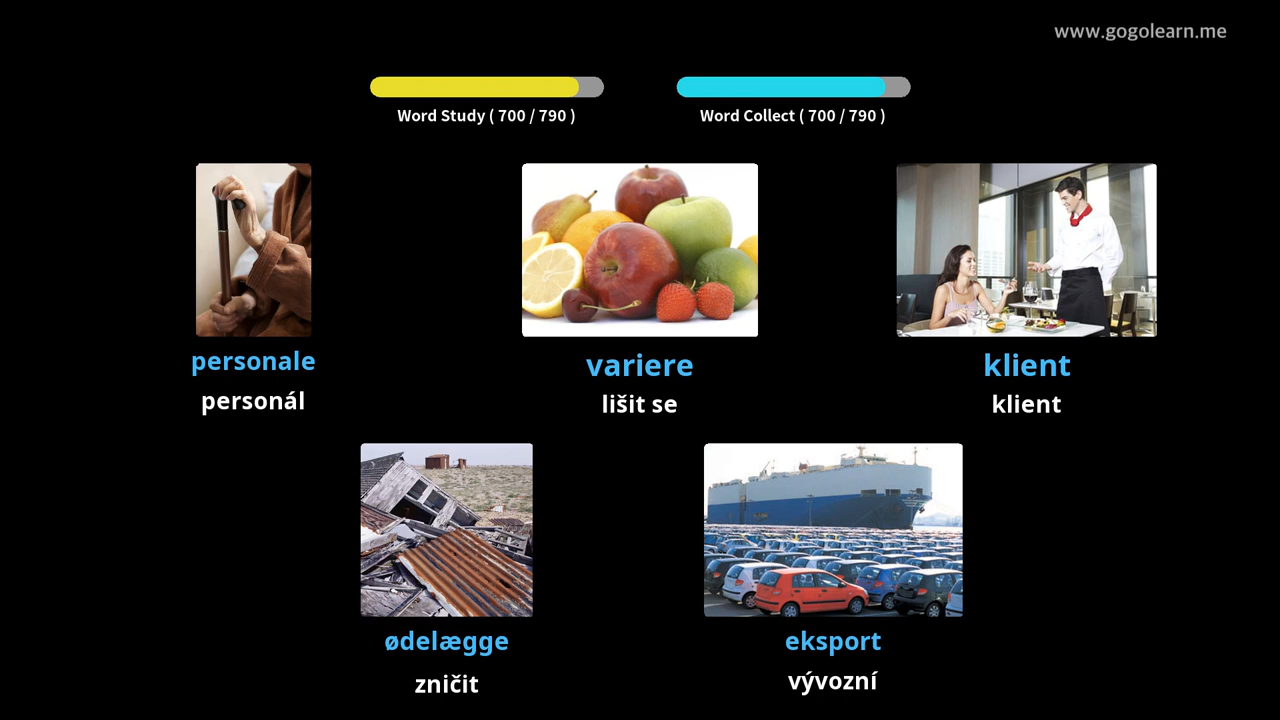 www.gogolearn.me
Word Study ( 700 / 790 )
Word Collect ( 700 / 790 )
personale
personál
variere
lišit se
klient
klient
ødelægge
zničit
eksport
vývozní